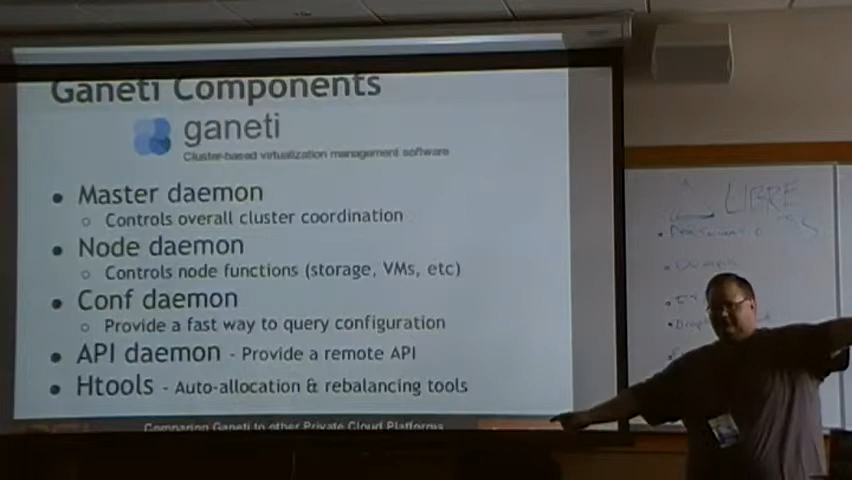 Ganeti Components
ganeti
Cluster-based virtualization management software
● Master daemon
○ Controls overall cluster coordination
● Node daemon
○ Controls node functions (storage, VMs, etc)
● Conf daemon
○ Provide a fast way to query configuration
● API daemon - Provide a remote API
● Htools - Auto-allocation & rebalancing tools
Comparing Ganeti to other Private Cloud Platforms
LIBRE